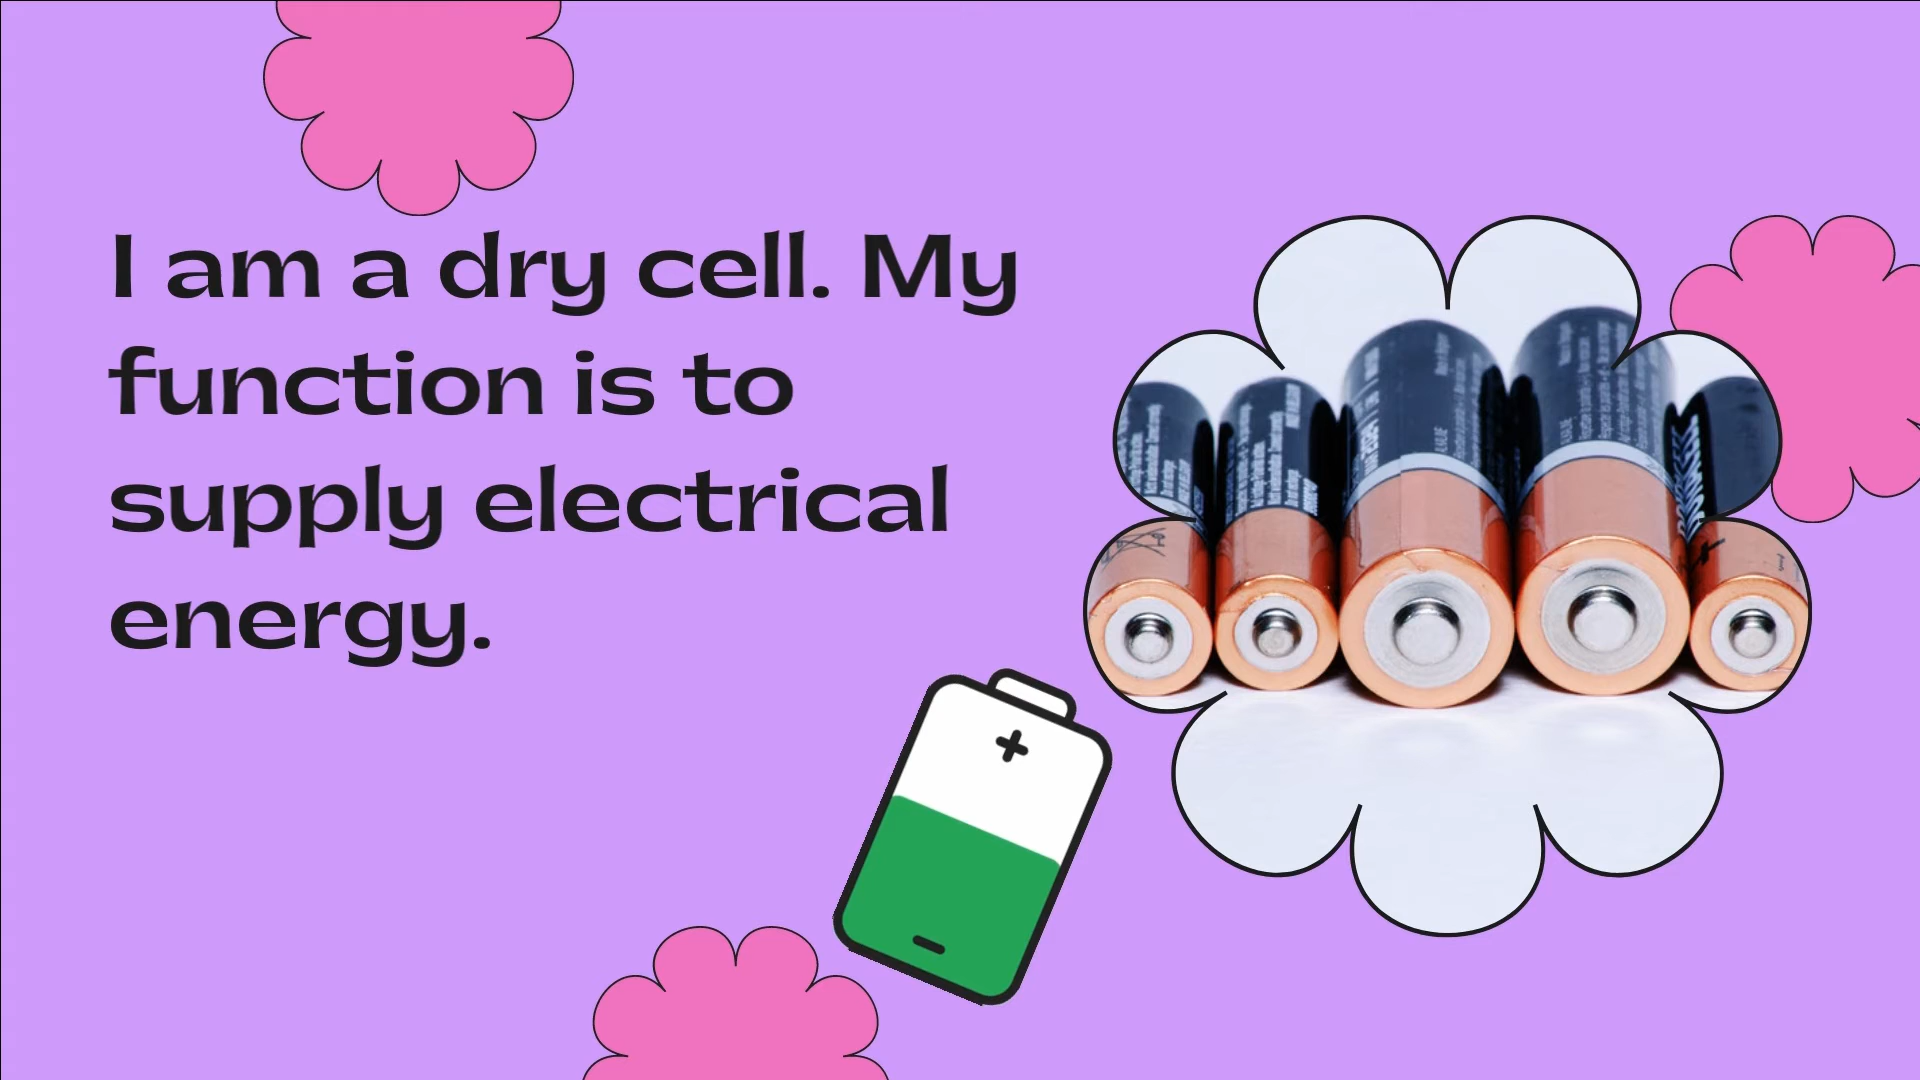 I am a dry cell. My
function is to
supply electrical
energy.
+
-